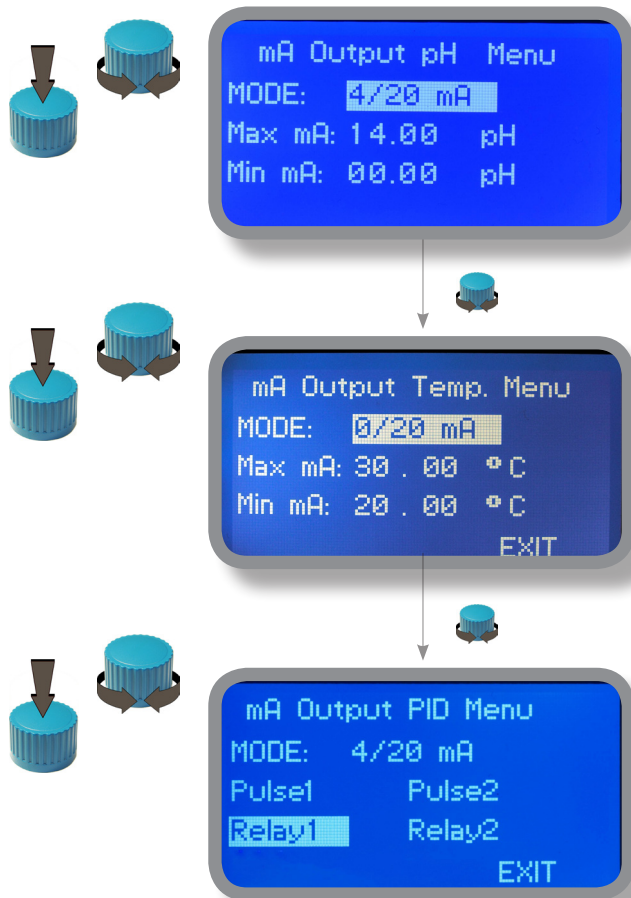 mA Output pH Menu
MODE: 4/20 mA
Max mA: 14.00 pH
Min mA: 00.00 pH
mA Output Temp. Menu
MODE: 0/20 mA
Max mA: 30 . 00 °C
Min mA: 20 . 00 °C
EXIT
mA Output PID Menu
MODE: 4/20 mA
Pulse1 Pulse2
Relay1 Relay2
EXIT